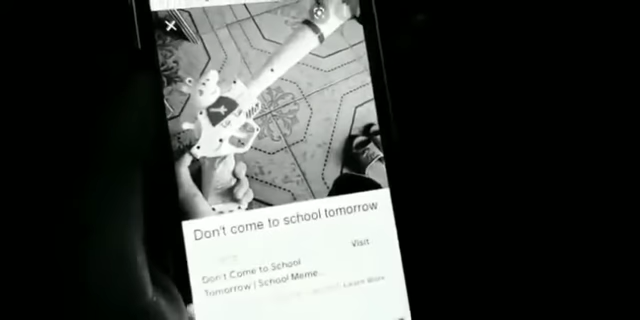 Don't come to school tomorrow
Visit
Don't Come to School
Tomorrow | School Meme...
Learn More